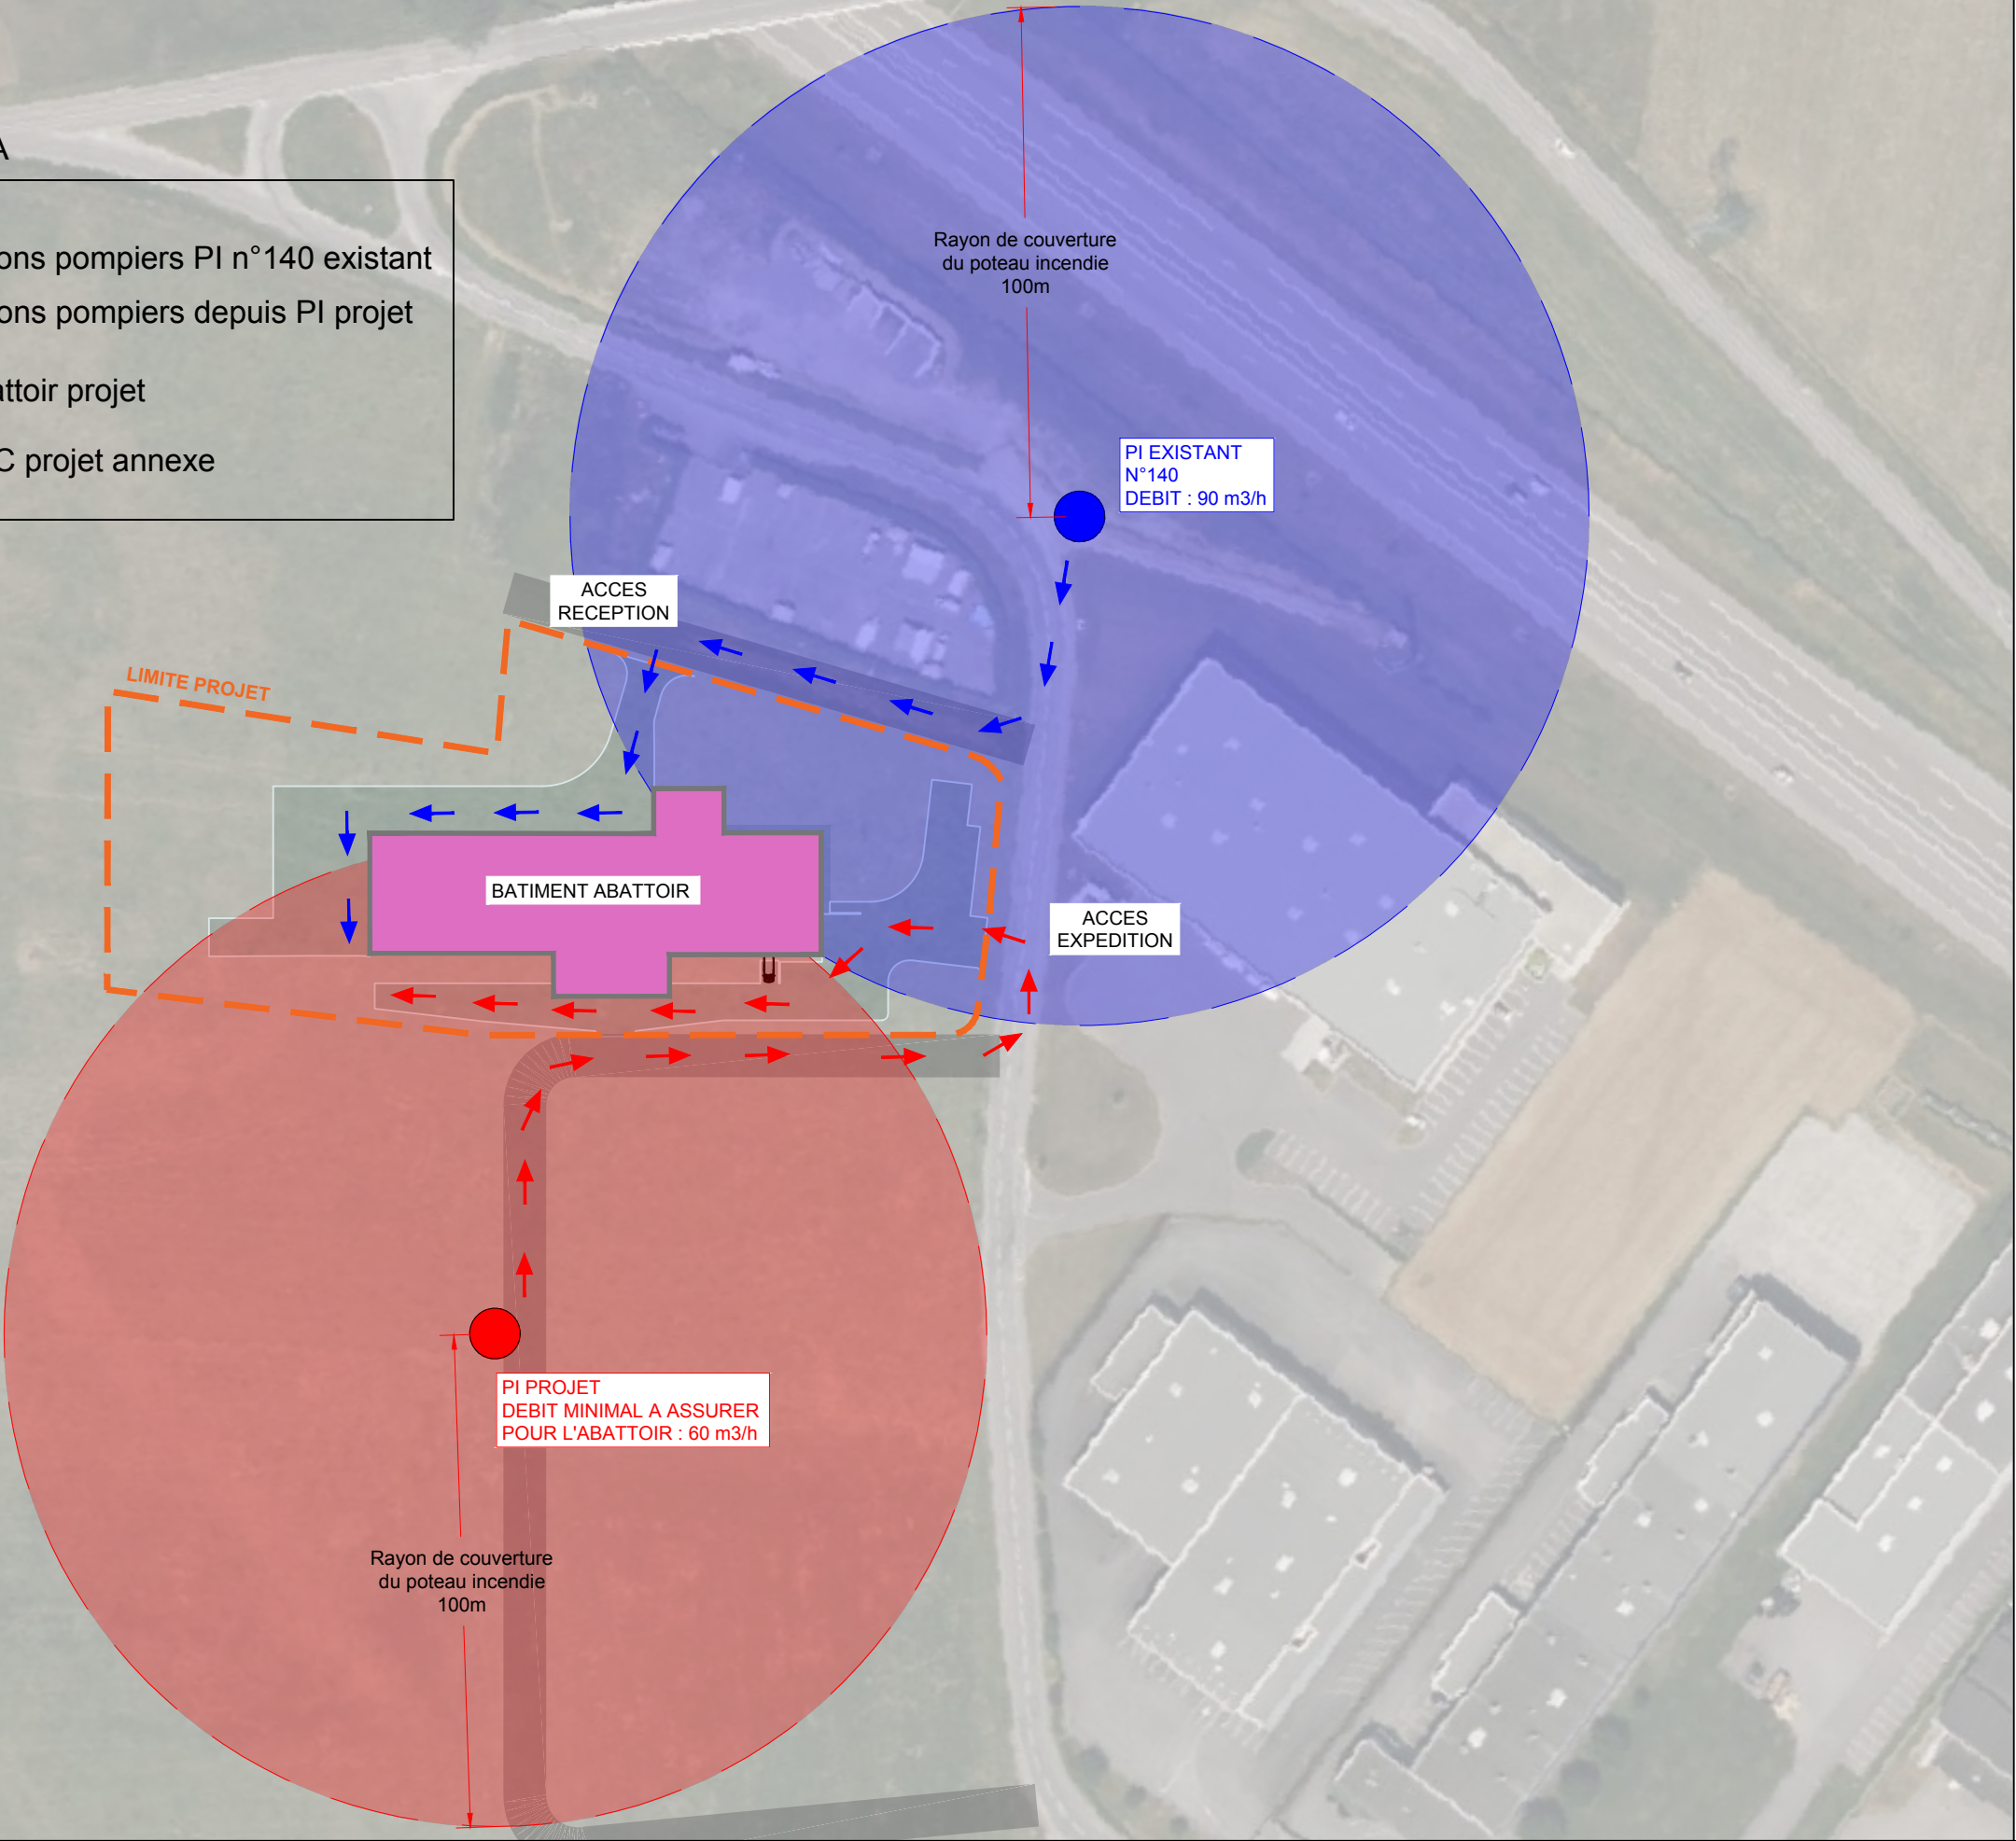 A
ons pompiers PI n°140 existant
ons pompiers depuis PI projet
attoir projet
C projet annexe
Rayon de couverture
du poteau incendie
100m
PI EXISTANT
N°140
DEBIT : 90 m3/h
ACCES
RECEPTION
LIMITE PROJET
BATIMENT ABATTOIR
ACCES
EXPEDITION
PI PROJET
DEBIT MINIMAL A ASSURER
POUR L'ABATTOIR : 60 m3/h
Rayon de couverture
du poteau incendie
100m